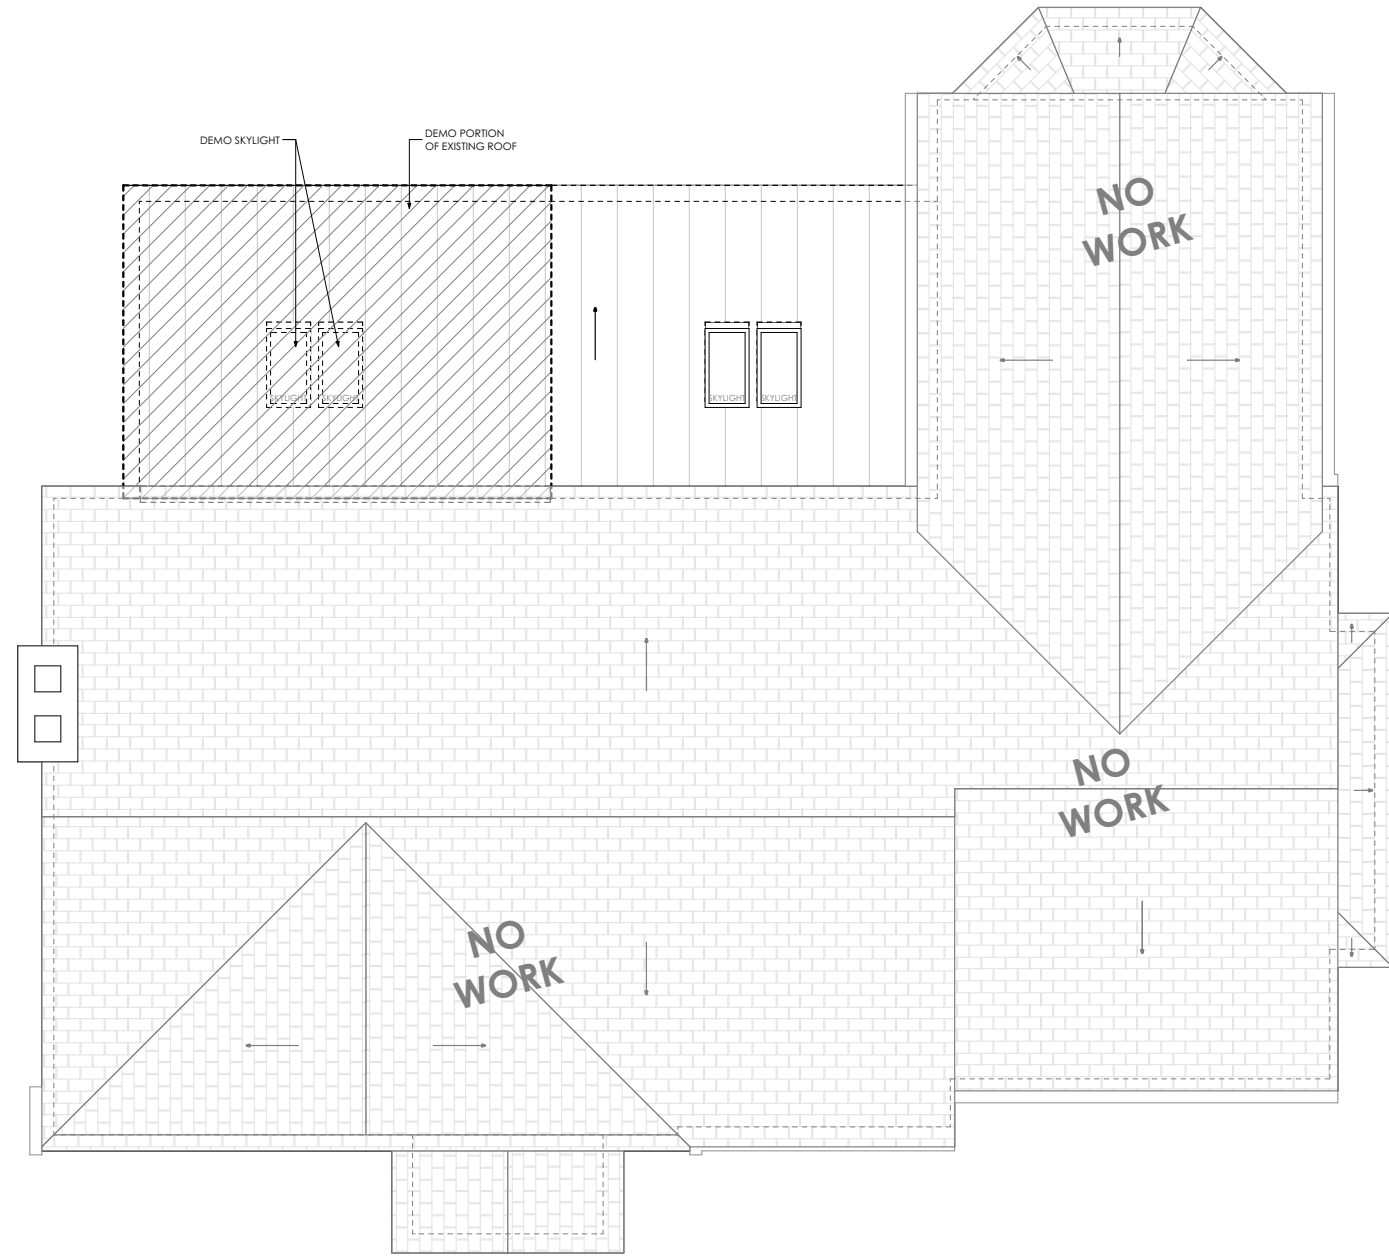 DEMO SKYLIGHT
DEMO PORTION
OF EXISTING ROOF
NO
WORK
SKYLIGHT
SKYLIGHT
SKYLIGHT
SKYLIGHT
NO
WORK
NO
WORK